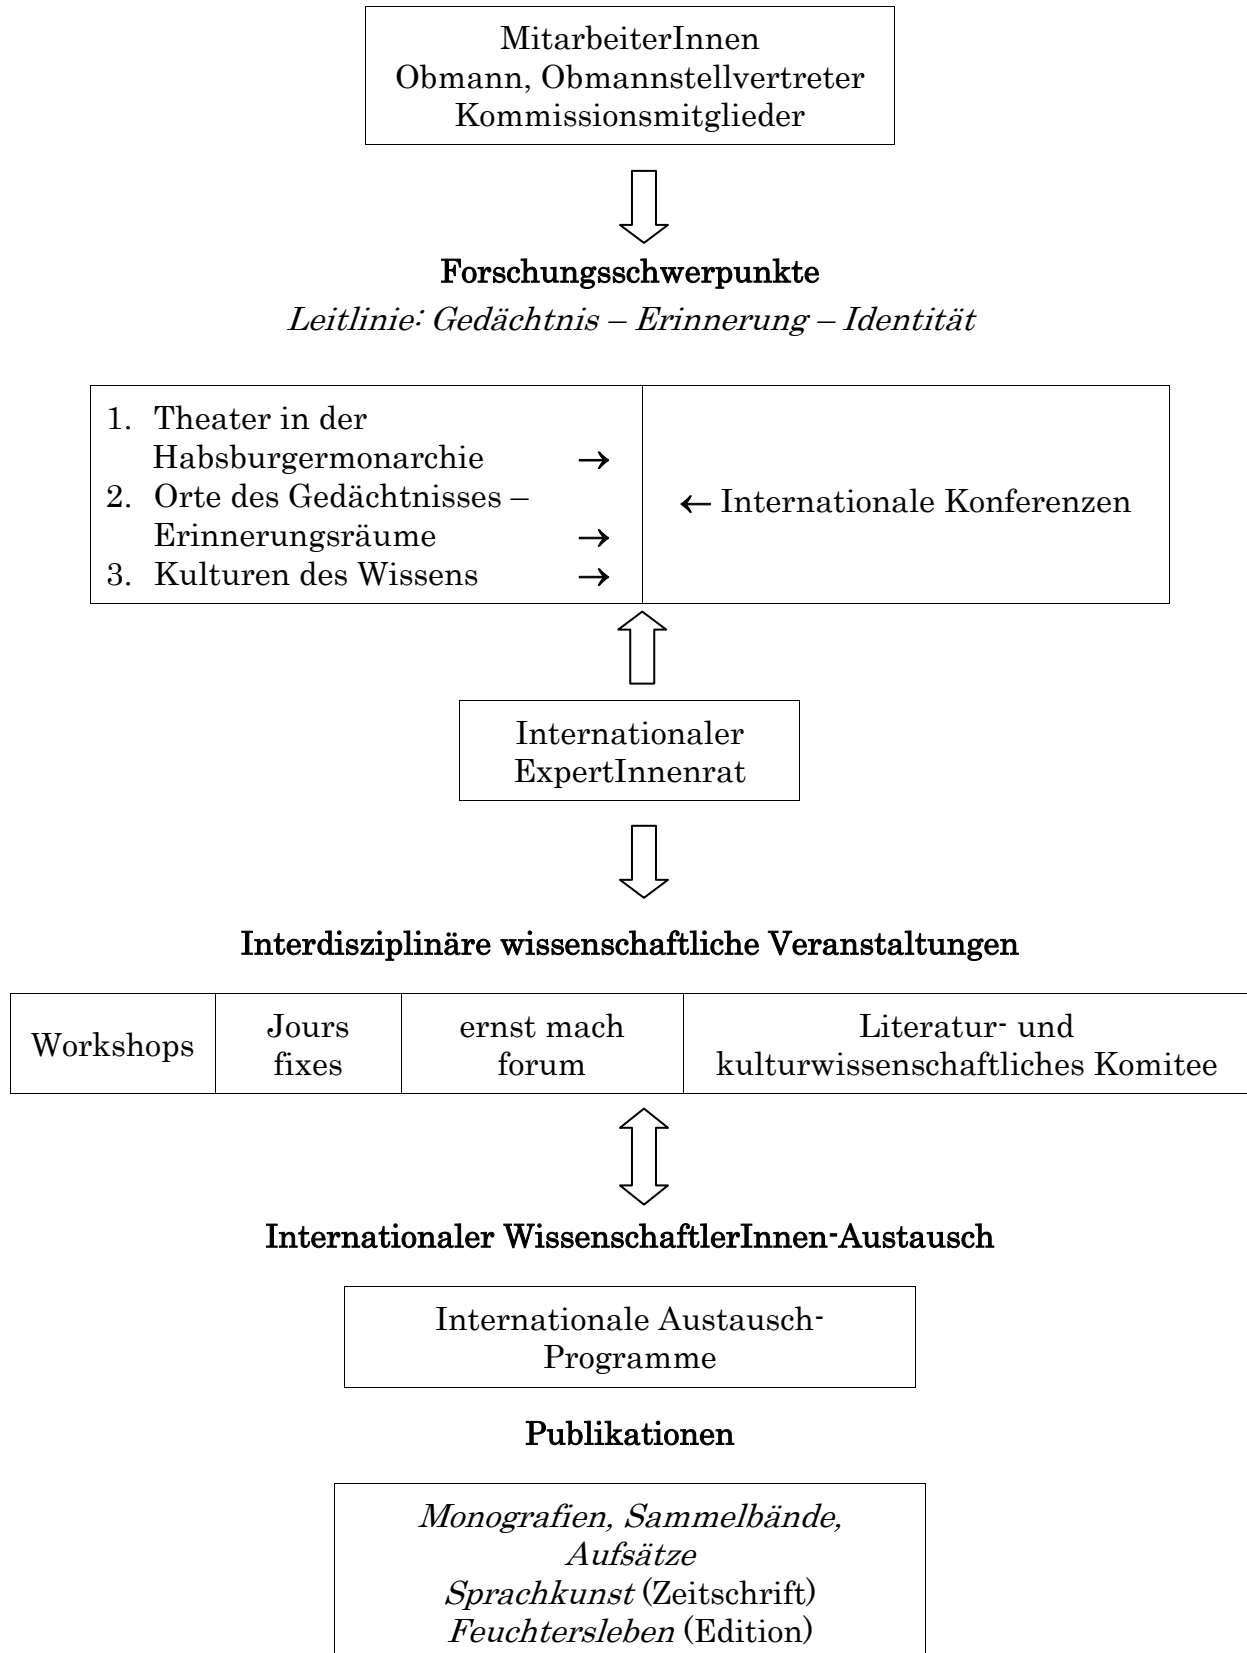 MitarbeiterInnen
Obmann, Obmannstellvertreter
Kommissionsmitglieder
Forschungsschwerpunkte
Leitlinie: Gedächtnis – Erinnerung – Identität
1. Theater in der
Habsburgermonarchie →
2. Orte des Gedächtnisses –
Erinnerungsräume →
3. Kulturen des Wissens →
← Internationale Konferenzen
Internationaler
ExpertInnenrat
Interdisziplinäre wissenschaftliche Veranstaltungen
Workshops
Jours
fixes
ernst mach
forum
Literatur- und
kulturwissenschaftliches Komitee
Internationaler WissenschaftlerInnen-Austausch
Internationale Austausch-
Programme
Publikationen
Monografien, Sammelbände,
Aufsätze
Sprachkunst (Zeitschrift)
Feuchtersleben (Edition)